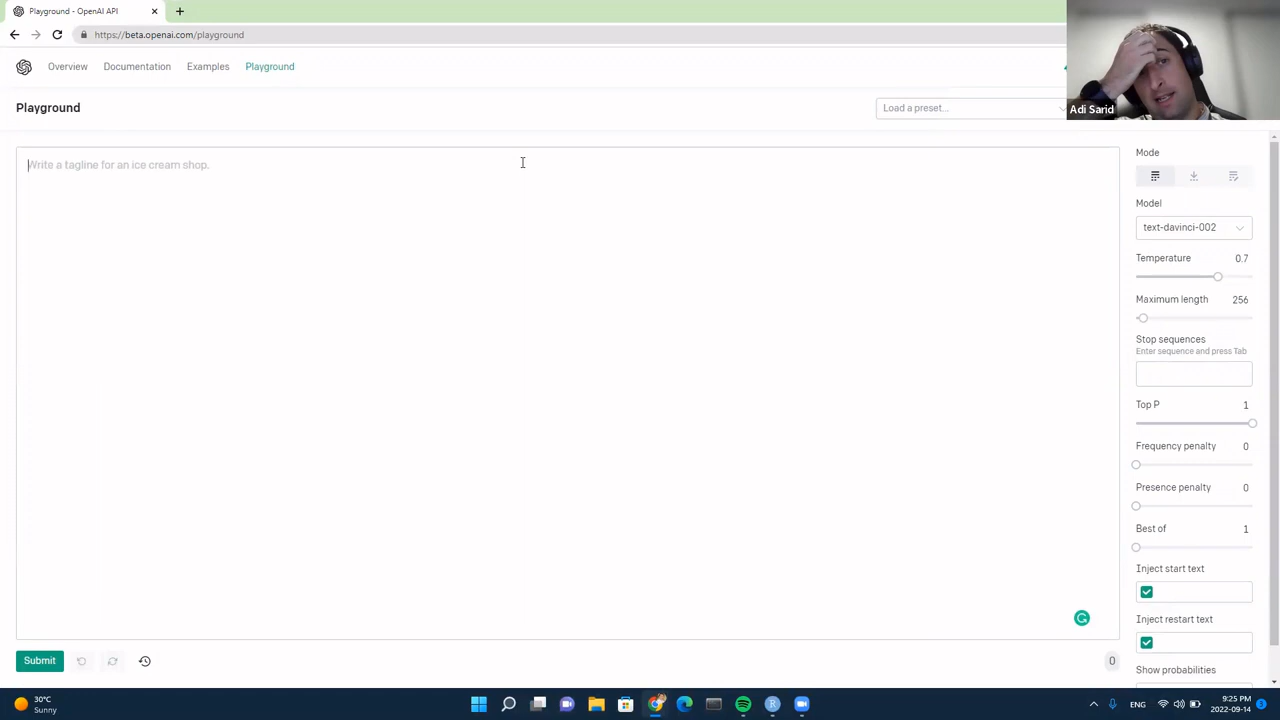 Playground - OpenAI API
https://beta.openai.com/playground
Overview
Documentation
Examples
Playground
Adi Sarid
Playground
Load a preset...
Write a tagline for an ice cream shop.
Mode
Model
text-davinci-002
Temperature 0.7
Maximum length 256
Stop sequences
Enter sequence and press Tab
Top P 1
Frequency penalty 0
Presence penalty 0
Best of 1
Inject start text
Inject restart text
Show probabilities
Submit
0
30°C
Sunny
ENG
9:25 PM
2022-09-14